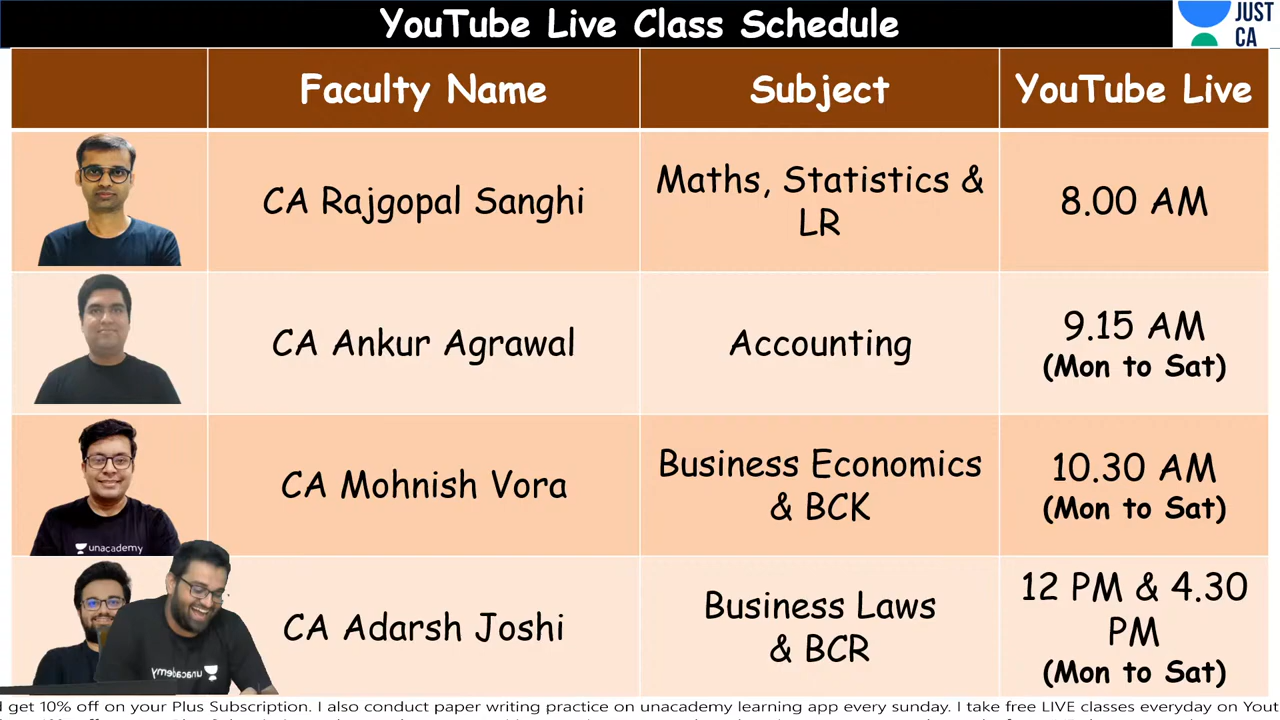 YouTube Live Class Schedule
JUST
CA
Faculty Name
Subject
YouTube Live
CA Rajgopal Sanghi
Maths, Statistics &
LR
8.00 AM
CA Ankur Agrawal
Accounting
9.15 AM
(Mon to Sat)
CA Mohnish Vora
Business Economics
& BCK
10.30 AM
(Mon to Sat)
unacademy
CA Adarsh Joshi
Business Laws
& BCR
12 PM & 4.30
PM
(Mon to Sat)
unacademy
get 10% off on your Plus Subscription. I also conduct paper writing practice on unacademy learning app every sunday. I take free LIVE classes everyday on Yout